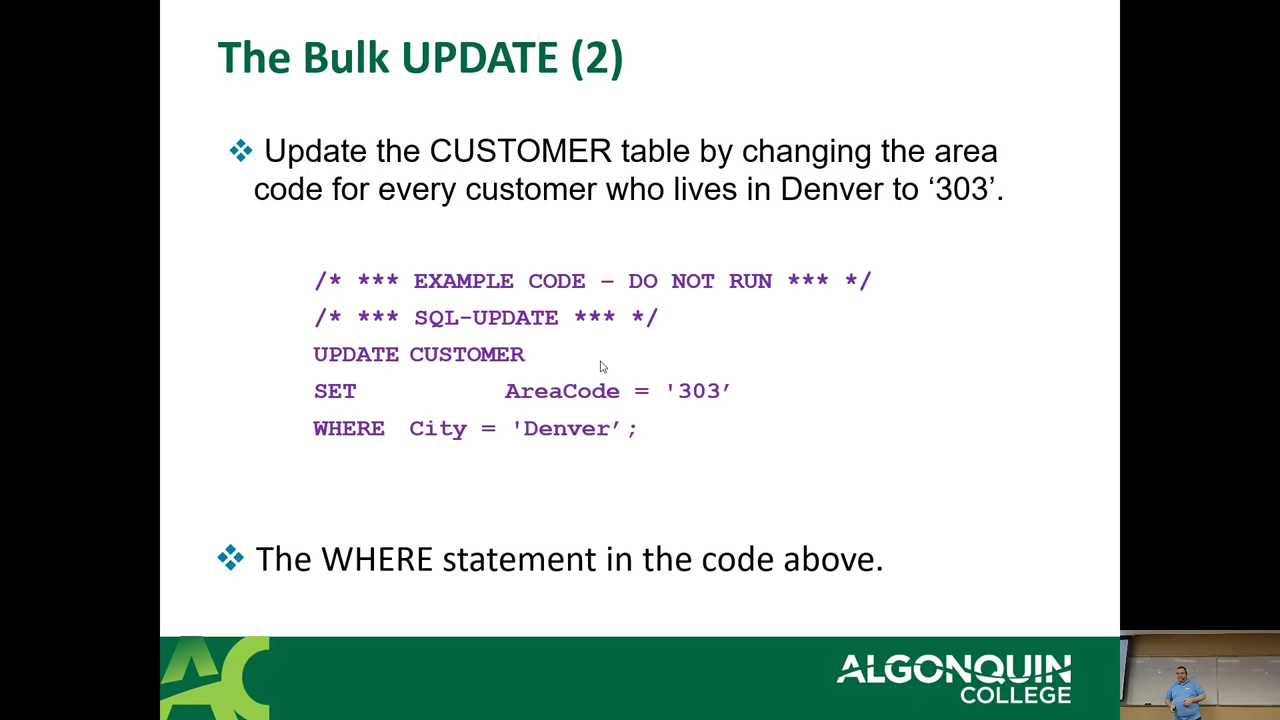 The Bulk UPDATE (2)
❖ Update the CUSTOMER table by changing the area
code for every customer who lives in Denver to ‘303’.
/* *** EXAMPLE CODE – DO NOT RUN *** */
/* *** SQL-UPDATE *** */
UPDATE CUSTOMER
SET AreaCode = '303’
WHERE City = 'Denver’;
❖ The WHERE statement in the code above.
AC
ALGONQUIN
COLLEGE